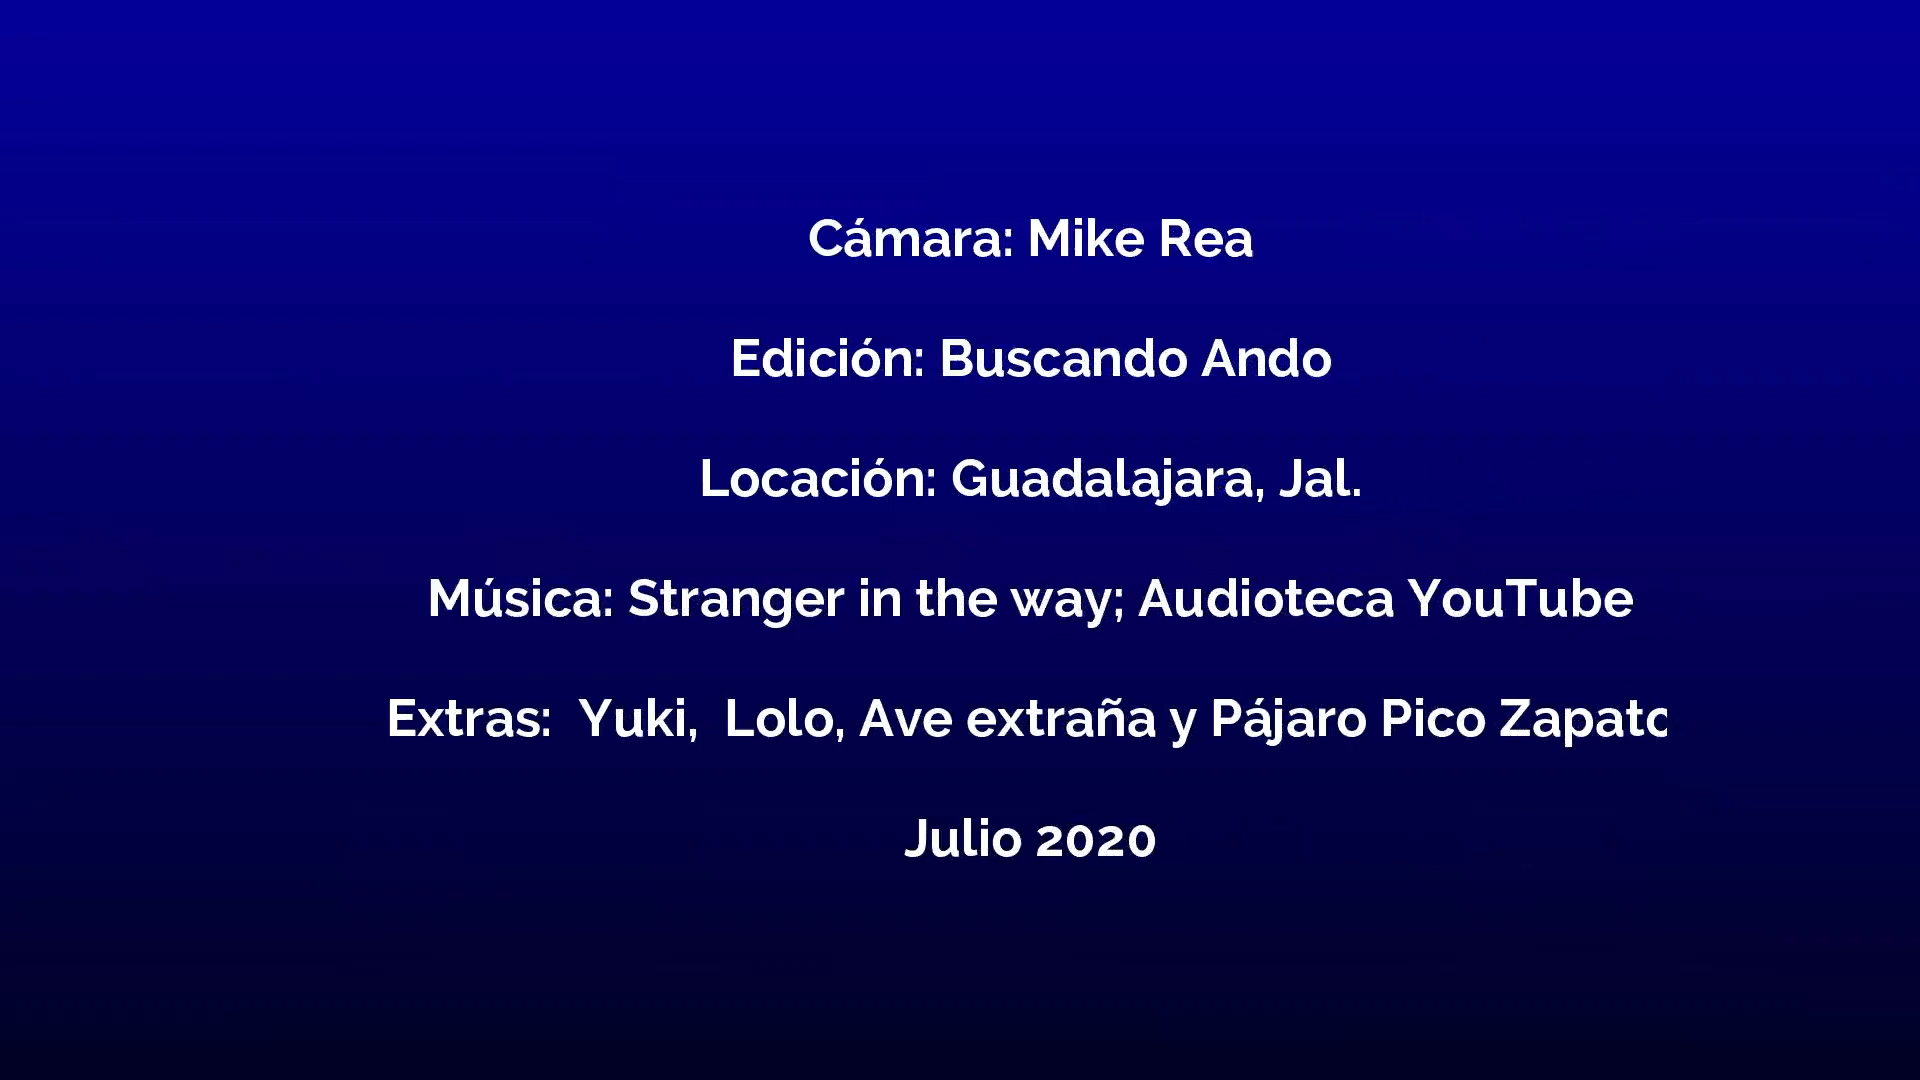 Cámara: Mike Rea
Edición: Buscando Ando
Locación: Guadalajara, Jal.
Música: Stranger in the way; Audioteca YouTube
Extras:  Yuki,  Lolo, Ave extraña y Pájaro Pico Zapato
Julio 2020